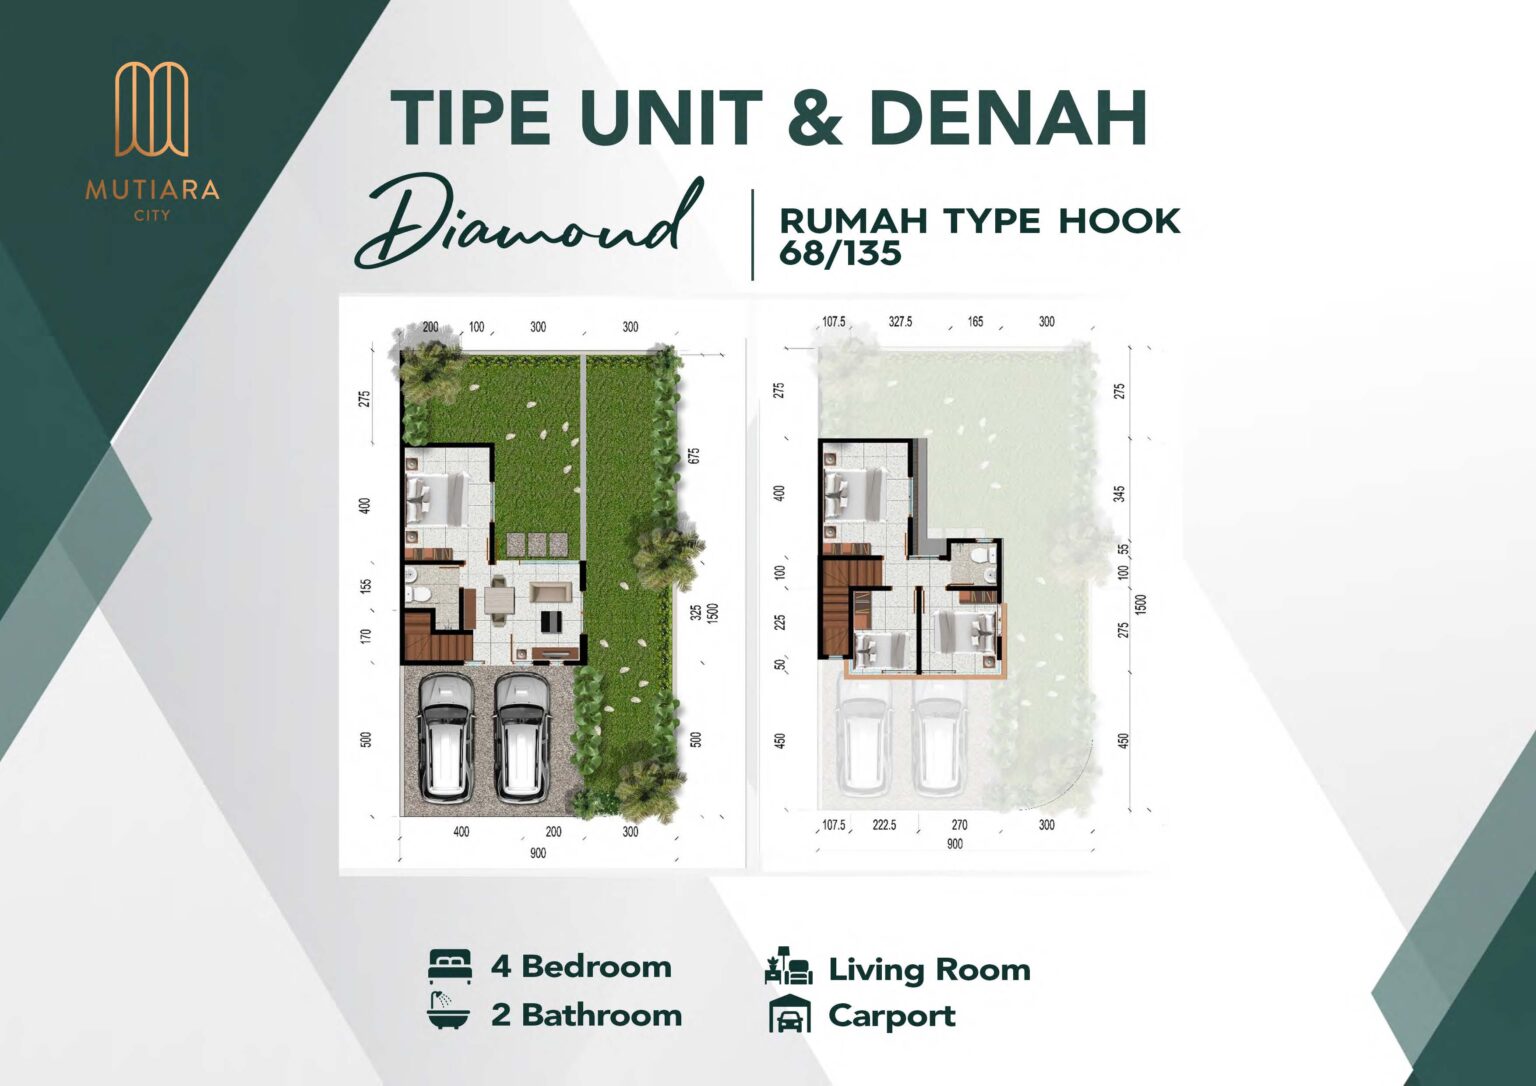 MUTIARA
CITY
TIPE UNIT & DENAH
Diamond
RUMAH TYPE HOOK
68/135
200 100 300 300
275
400
155
170
500
675
325
1500
500
400 200 300
900
107.5 327.5 165 300
275
400
100
225
50
450
275
345
55
100
1500
275
450
107.5 222.5 270 300
900
4 Bedroom
2 Bathroom
Living Room
Carport